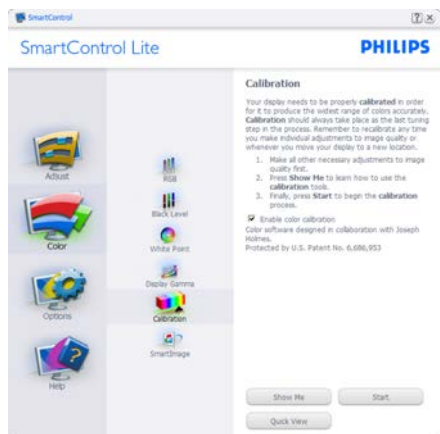 SmartControl
SmartControl Lite
PHILIPS
Adjust
Color
Options
Help
RGB
Black Level
White Point
Display Gamma
Calibration
SmartImage
Calibration
Your display needs to be properly calibrated in order
for it to produce the widest range of colors accurately.
Calibration should always take place as the last tuning
step in the process. Remember to recalibrate any time
you make individual adjustments to image quality or
whenever you move your display to a new location.
1. Make all other necessary adjustments to image
quality first.
2. Press Show Me to learn how to use the
calibration tools.
3. Finally, press Start to begin the calibration
process.
Enable color calibration
Color software designed in collaboration with Joseph
Holmes.
Protected by U.S. Patent No. 6,686,953
Show Me
Start
Quick View